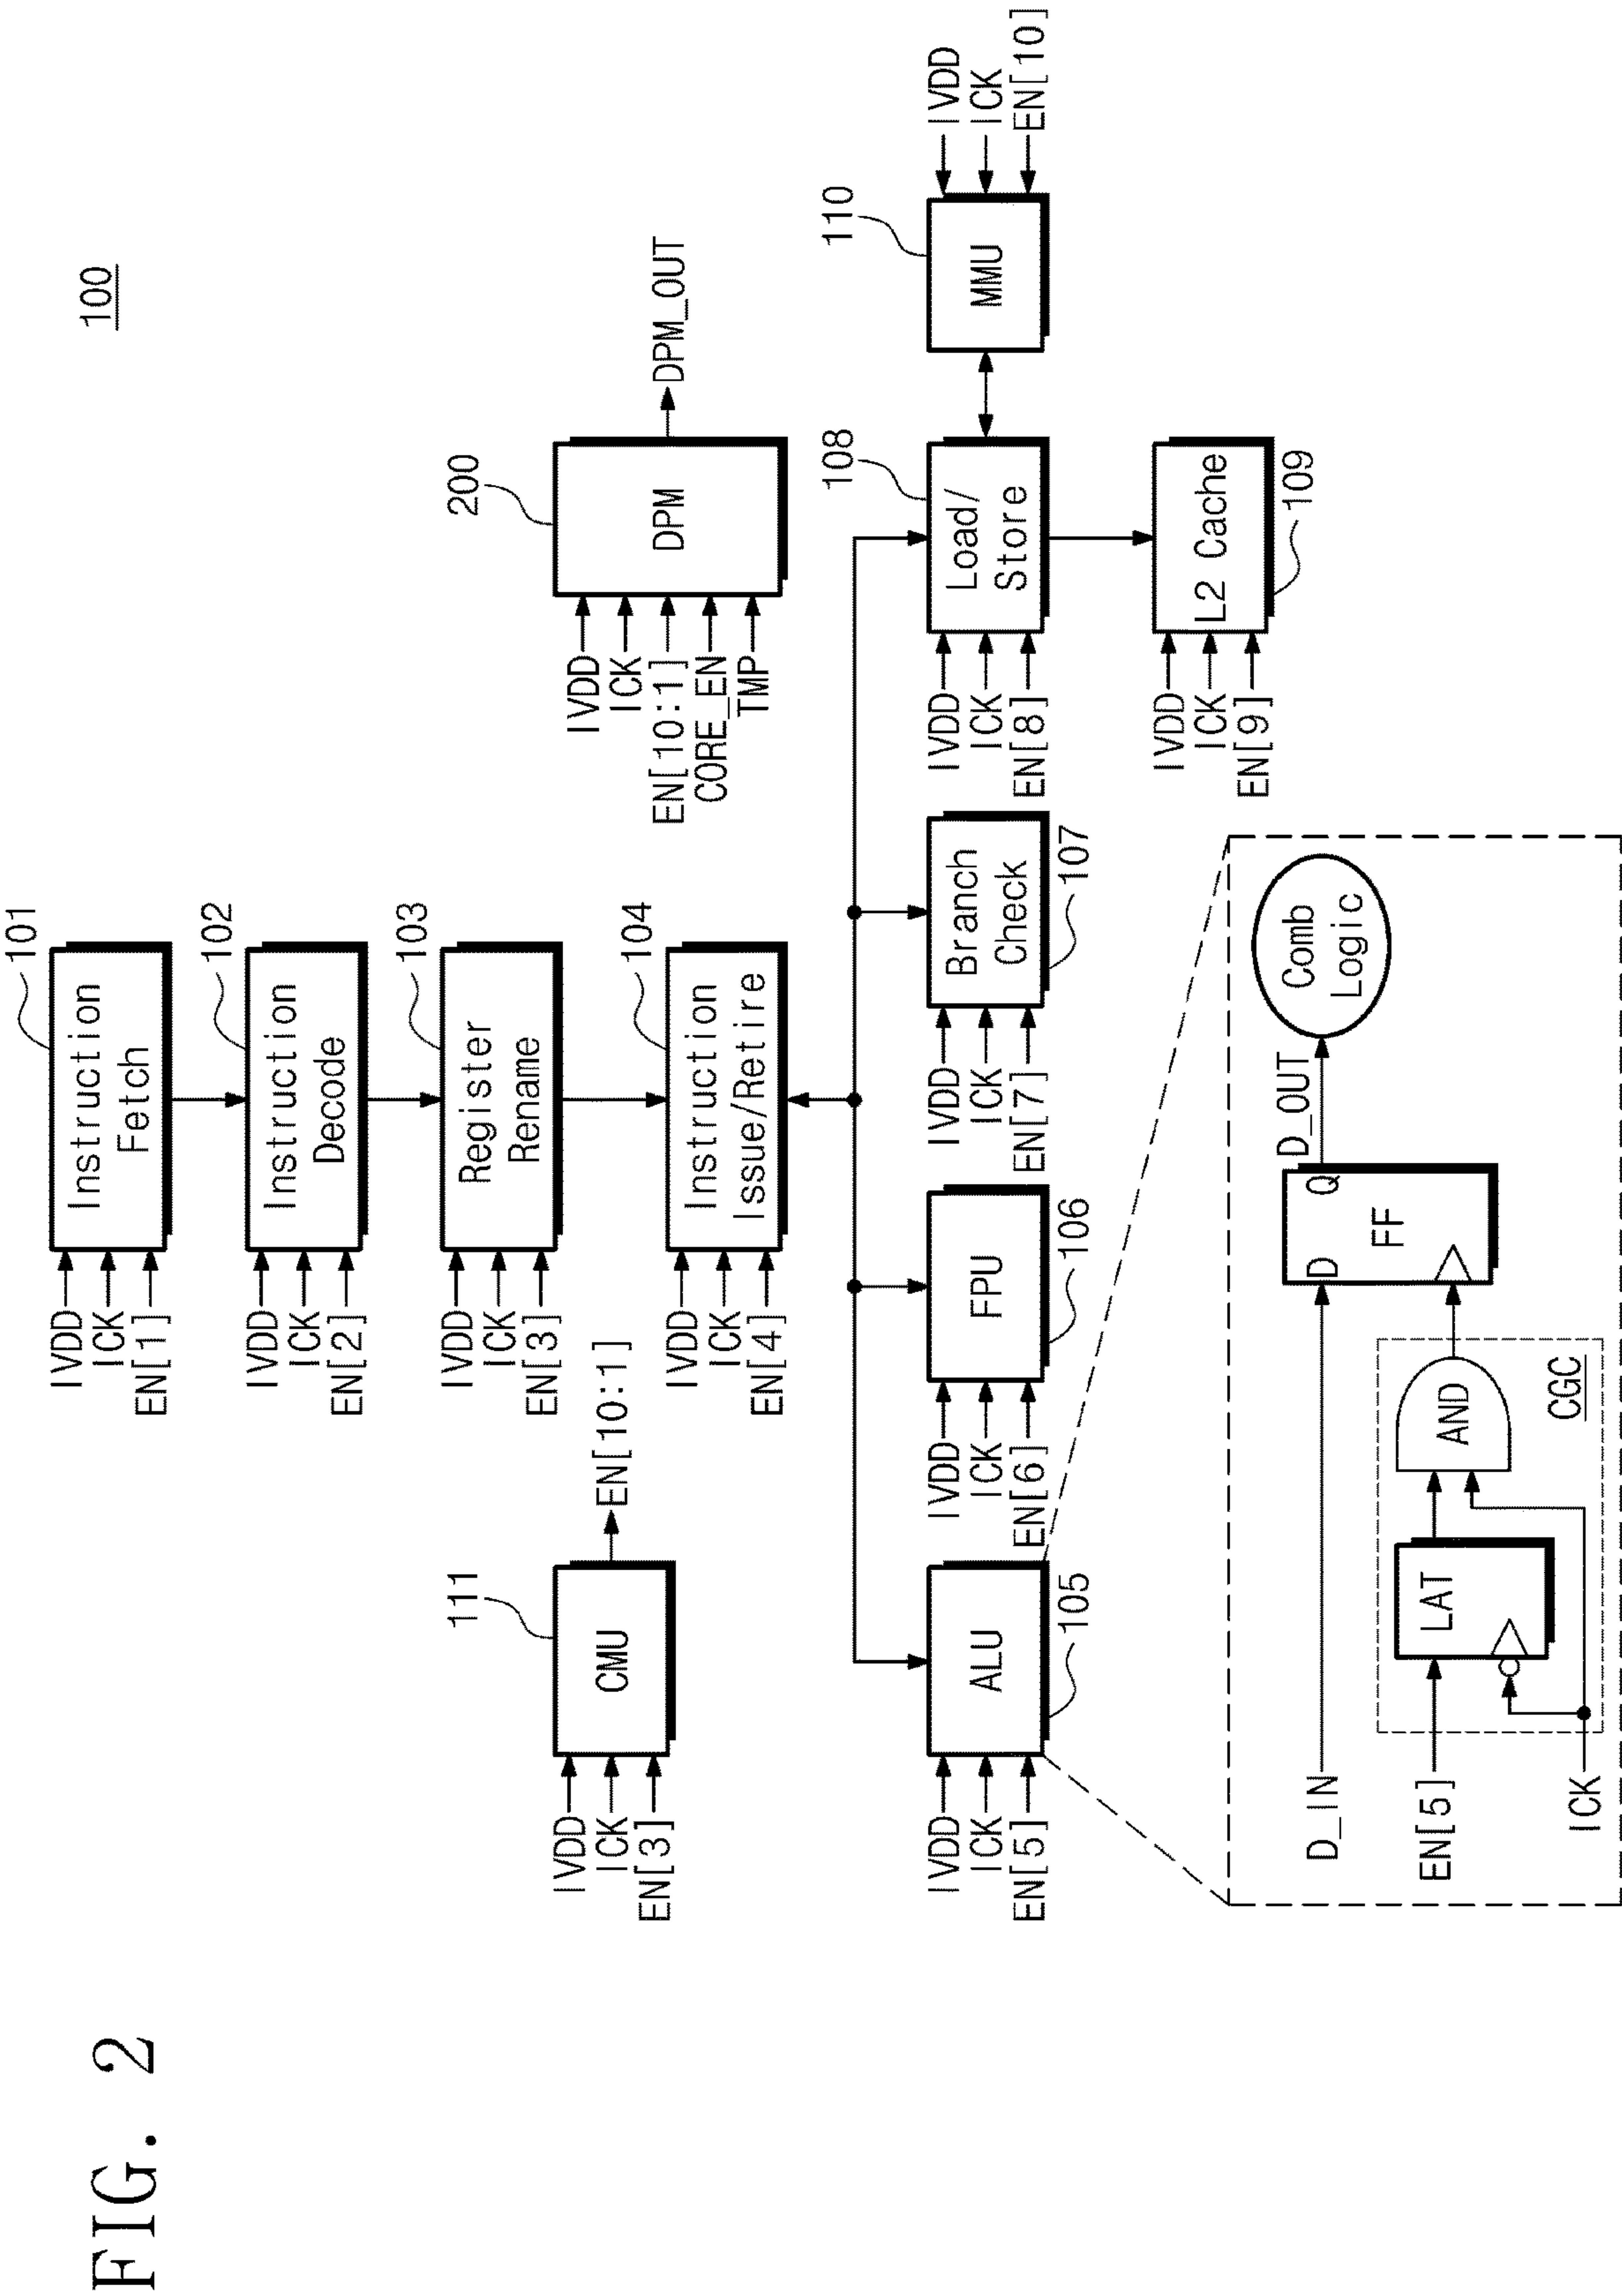 FIG. 2
100
101
Instruction
Fetch
IVDD
ICK
EN[1]
102
Instruction
Decode
IVDD
ICK
EN[2]
103
Register
Rename
IVDD
ICK
EN[3]
104
Instruction
Issue/Retire
IVDD
ICK
EN[4]
111
CMU
IVDD
ICK
EN[3]
EN[10:1]
200
DPM
IVDD
ICK
EN[10:1]
CORE_EN
TMP
DPM_OUT
ALU
105
IVDD
ICK
EN[5]
FPU
106
IVDD
ICK
EN[6]
Branch
Check
107
IVDD
ICK
EN[7]
108
Load/
Store
IVDD
ICK
EN[8]
110
MMU
IVDD
ICK
EN[10]
L2 Cache
109
IVDD
ICK
EN[9]
D_IN
EN[5]
ICK
LAT
AND
CGC
D
Q
FF
D_OUT
Comb
Logic